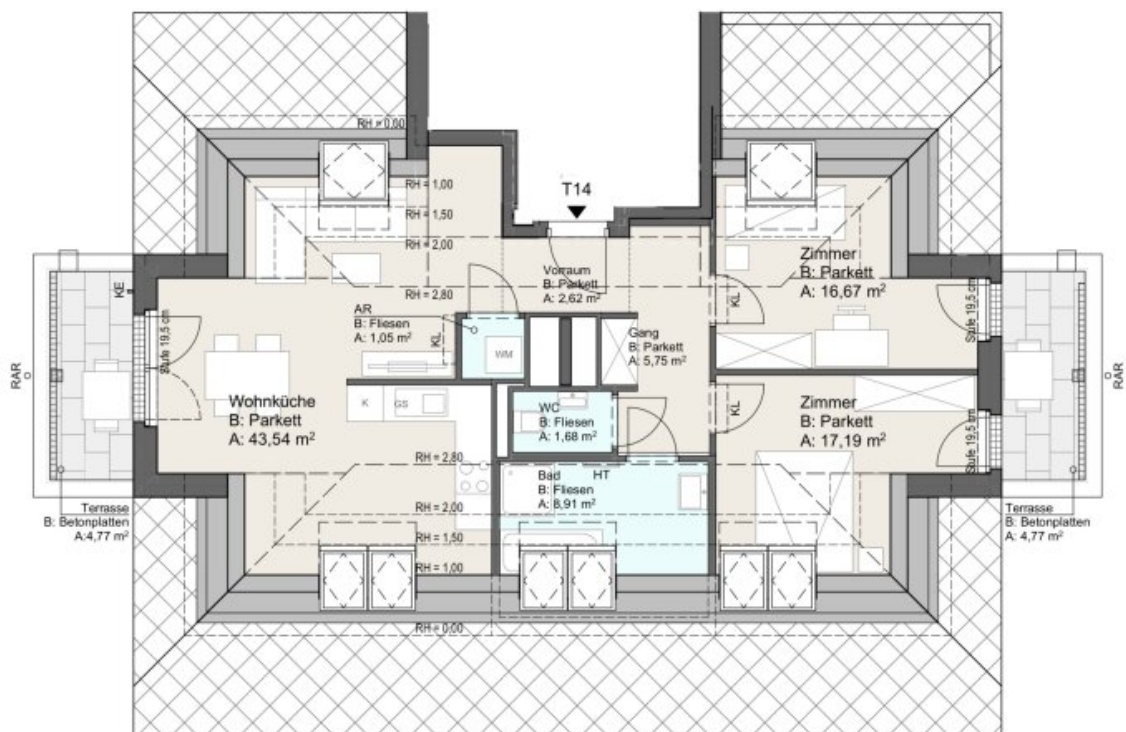 RH = 0,60
RH = 1,00
RH = 1,50
RH = 2,00
RH = 2,80
T14
Vorraum
B: Parkett
A: 2,62 m²
AR
B: Fliesen
A: 1,05 m²
KL
WM
Gang
B: Parkett
A: 5,75 m²
KL
Zimmer
B: Parkett
A: 16,67 m²
Stufe 19,5 cm
KE
RAR
Stufe 19,5 cm
RAR
Wohnküche
B: Parkett
A: 43,54 m²
K
GS
WC
B: Fliesen
A: 1,68 m²
KL
Zimmer
B: Parkett
A: 17,19 m²
Stufe 19,5 cm
RH = 2,80
RH = 2,00
RH = 1,50
RH = 1,00
RH = 0,00
Bad
HT
B: Fliesen
A: 8,91 m²
Terrasse
B: Betonplatten
A:4,77 m²
Terrasse
B: Betonplatten
A: 4,77 m²